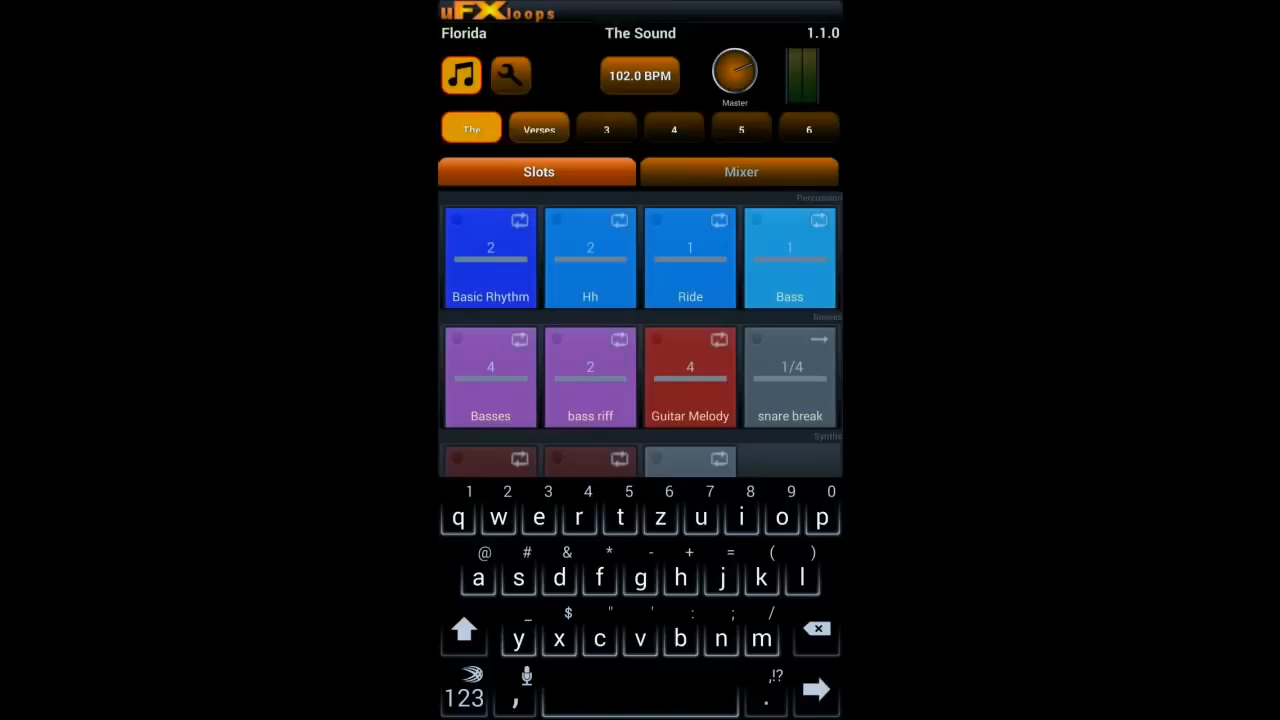 uFXloops
Florida The Sound 1.1.0
102.0 BPM
Master
The Verses 3 4 5 6
Slots Mixer
Percussion
2 2 1 1
Basic Rhythm Hh Ride Bass
4 2 4 1/4
Basses bass riff Guitar Melody snare break
Synths
1 2 3 4 5 6 7 8 9 0
q w e r t z u i o p
@ # & * - + = ( )
a s d f g h j k l
_ $ " ' : ; /
y x c v b n m
,!?
123 , .